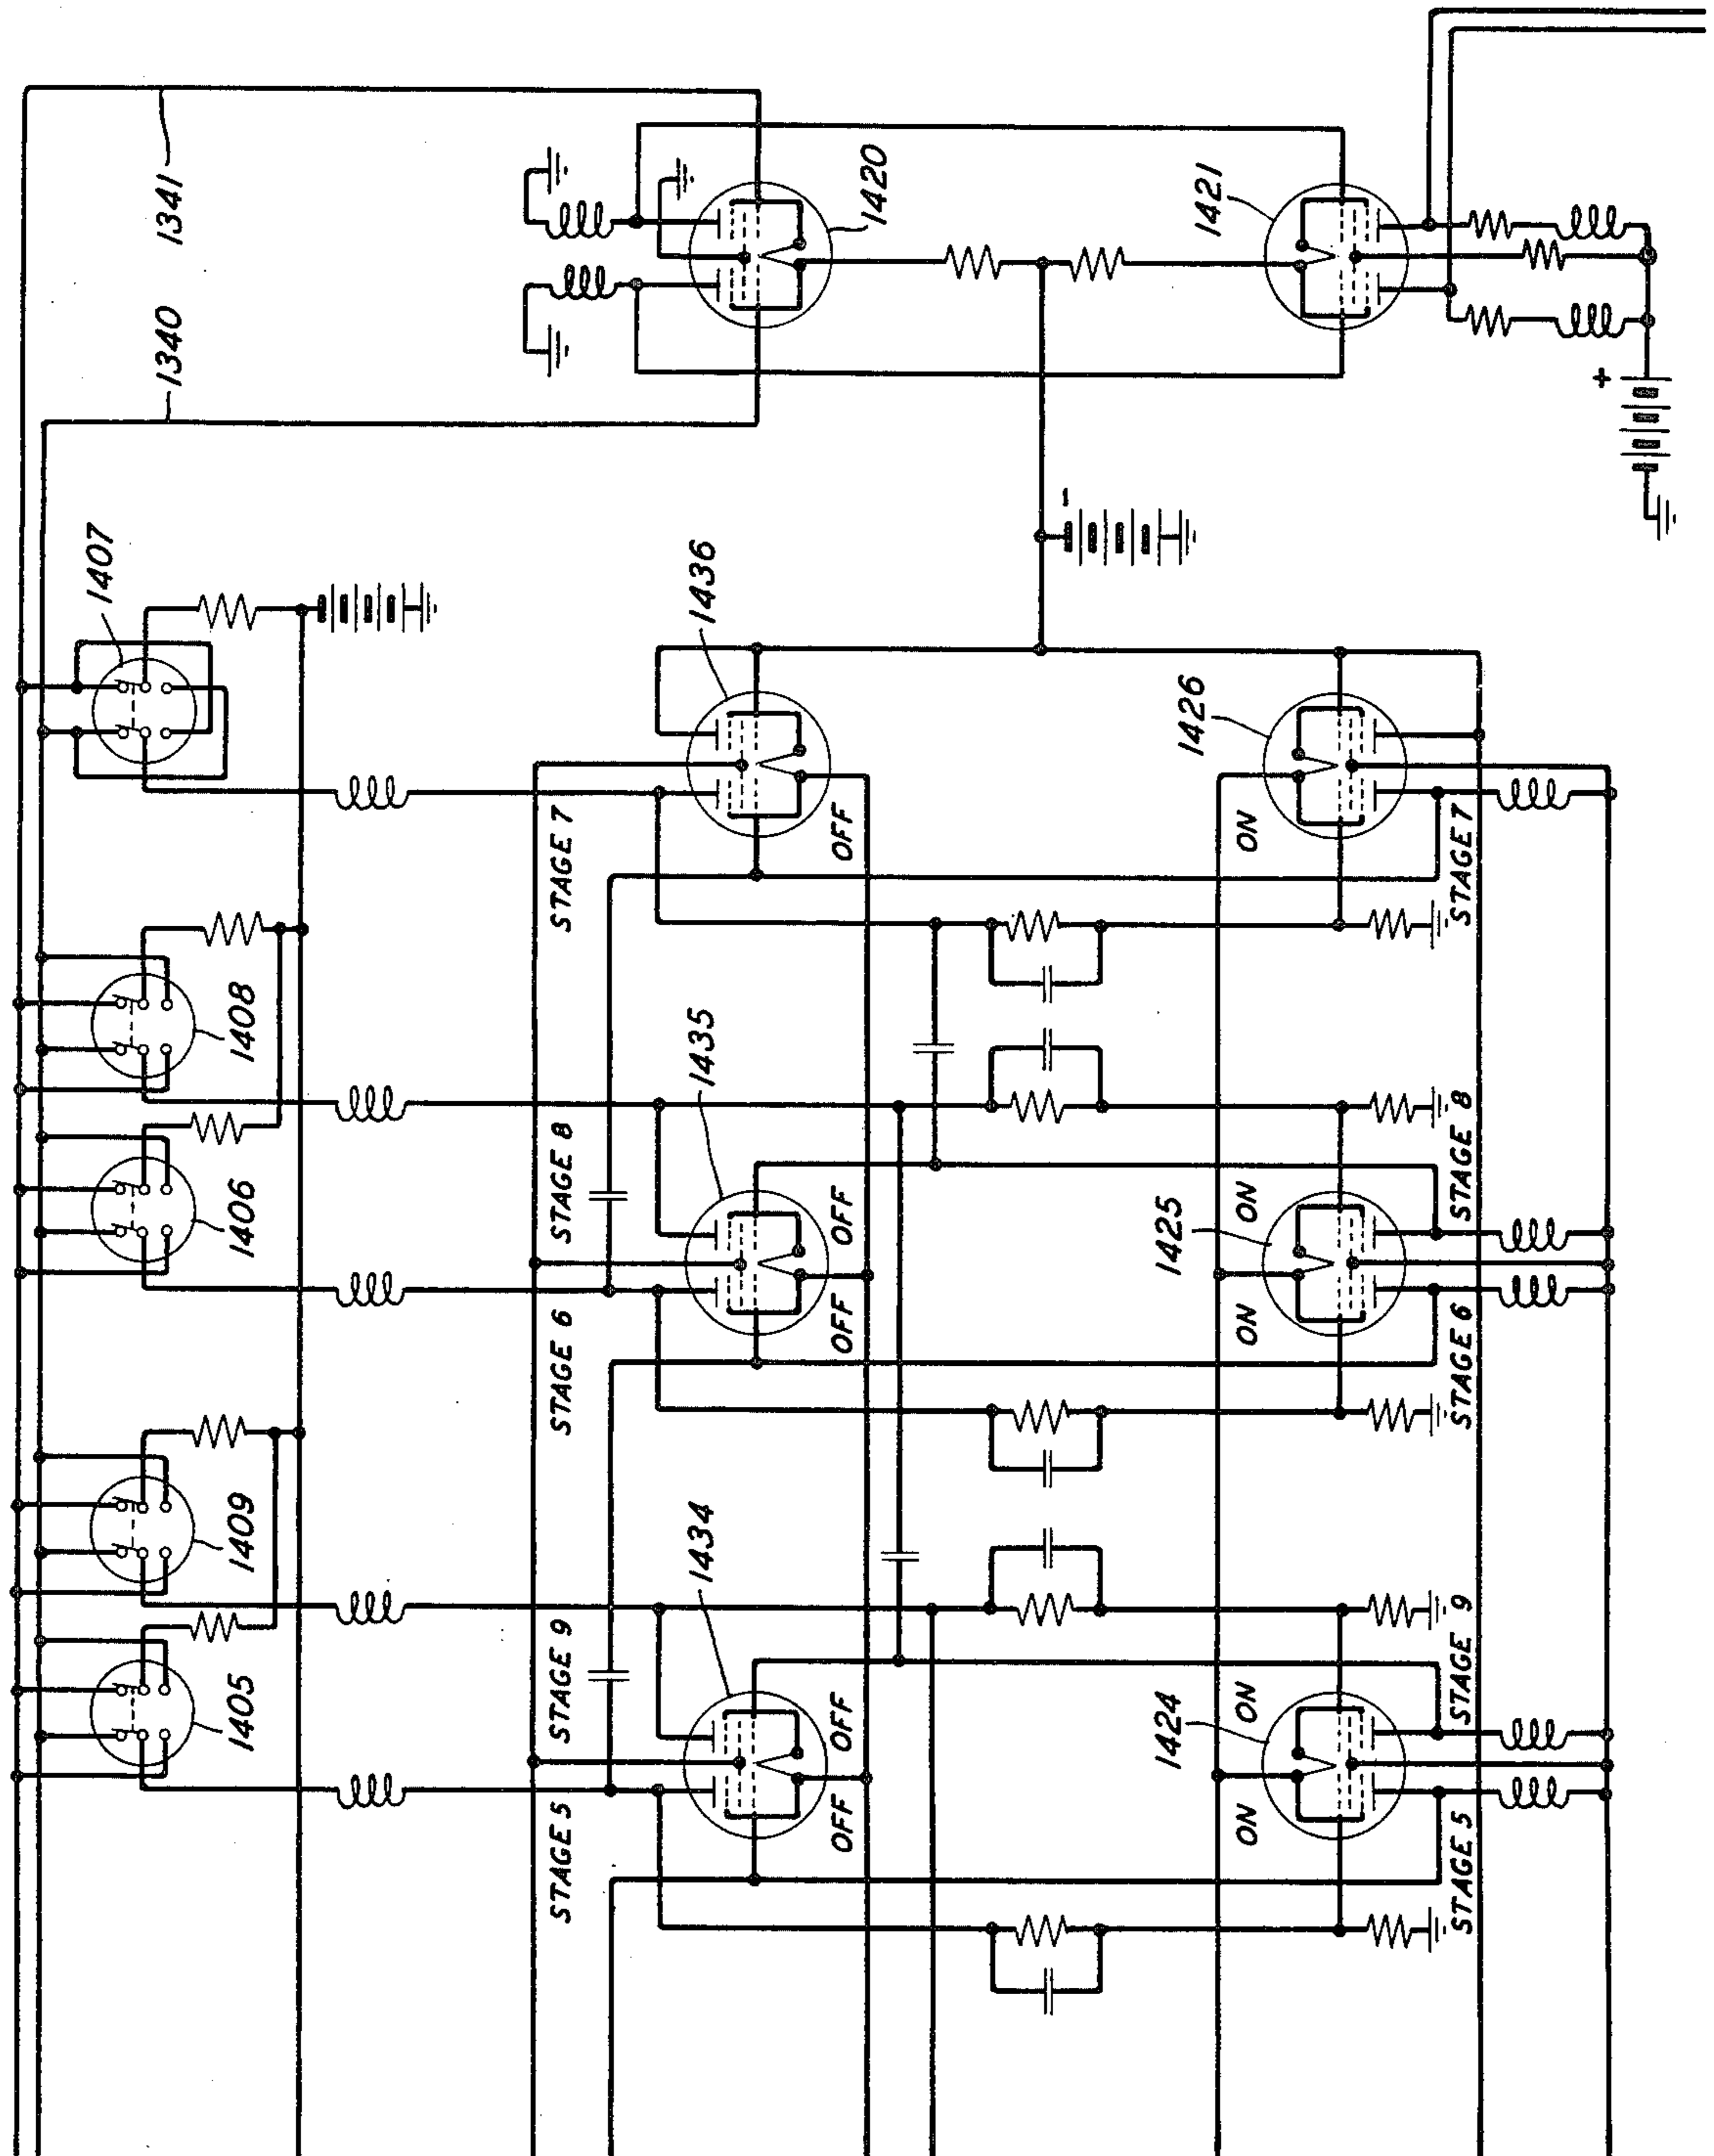 1341
1340
1420
1421
+
-
1407
1436
1426
STAGE 7
OFF
ON
STAGE 7
1408
1406
1435
1425
STAGE 8
STAGE 6
OFF
OFF
ON
ON
STAGE 8
STAGE 6
1409
1405
1434
1424
STAGE 9
STAGE 5
OFF
OFF
ON
ON
STAGE 9
STAGE 5